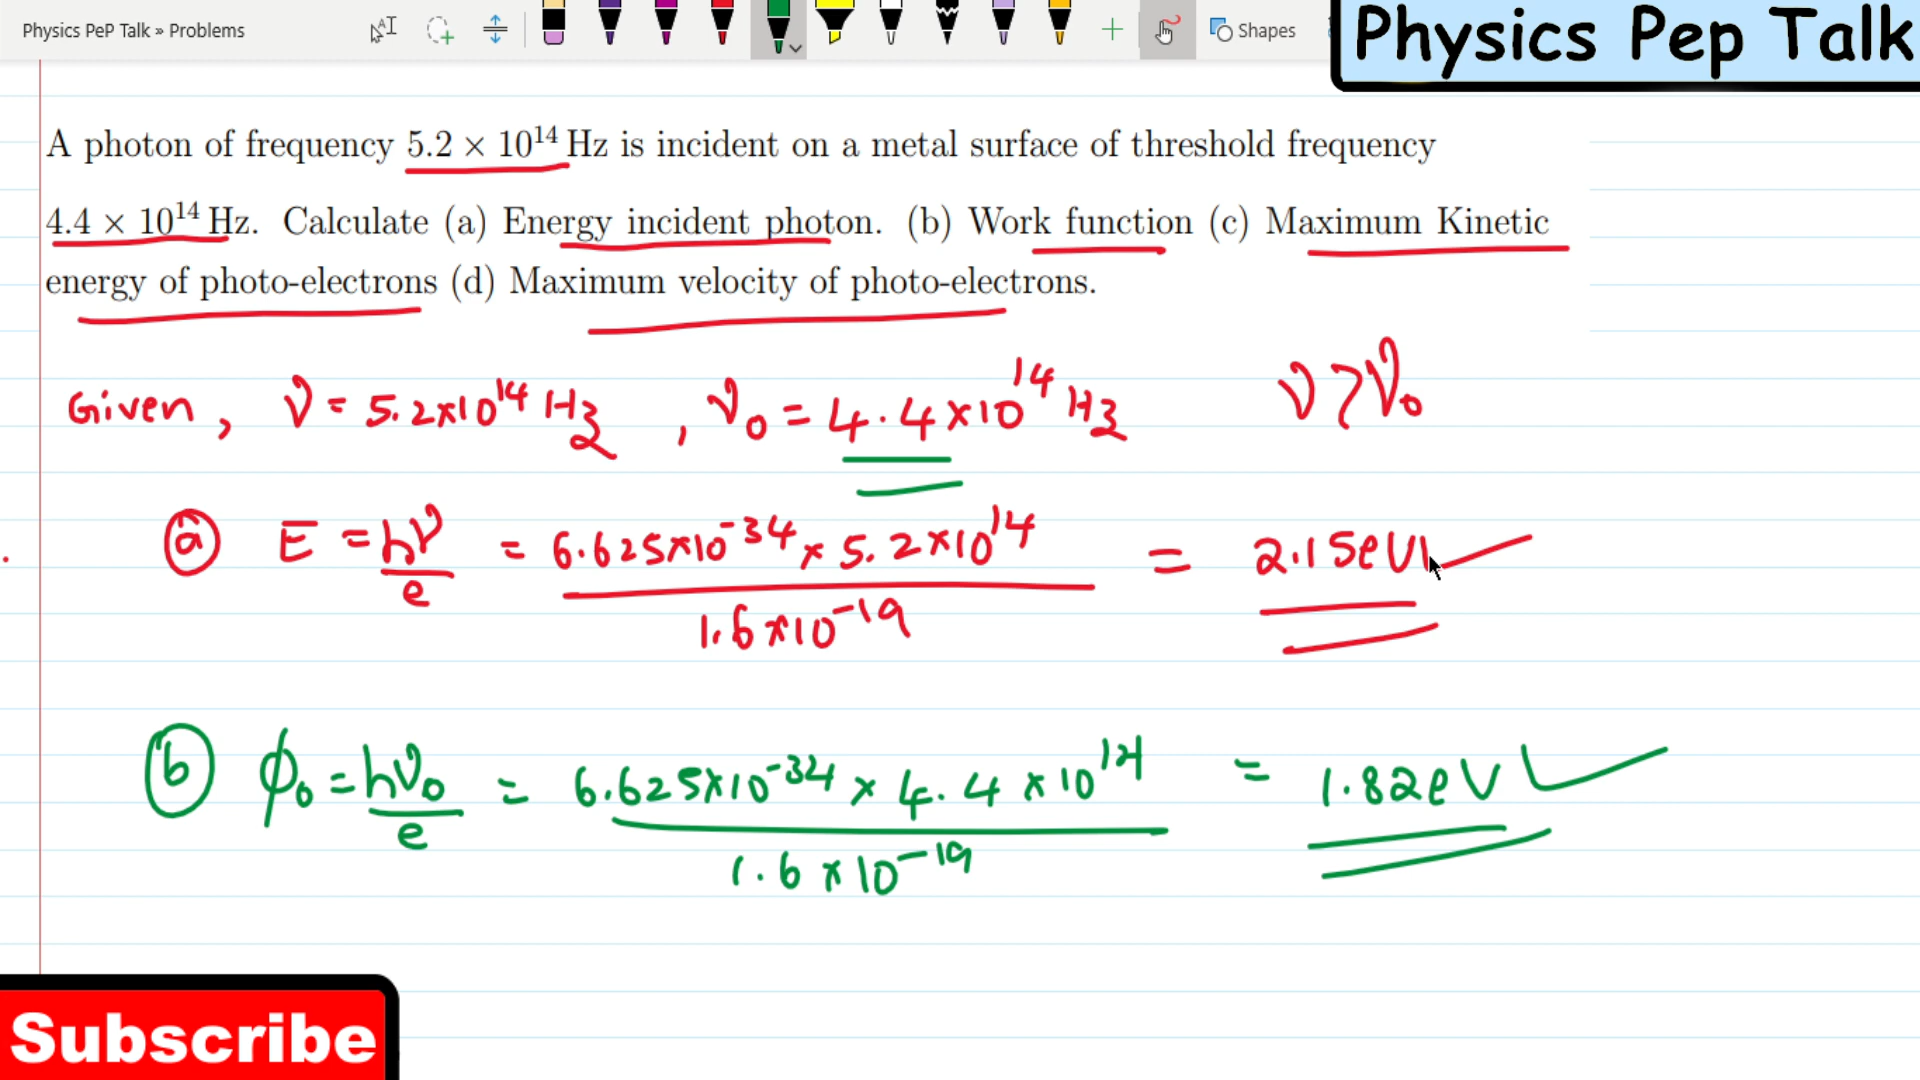 Physics PeP Talk » Problems
Shapes
Physics Pep Talk
A photon of frequency 5.2 × 10¹⁴ Hz is incident on a metal surface of threshold frequency
4.4 × 10¹⁴ Hz. Calculate (a) Energy incident photon. (b) Work function (c) Maximum Kinetic
energy of photo-electrons (d) Maximum velocity of photo-electrons.
Given, ν = 5.2×10¹⁴ Hz, ν₀ = 4.4×10¹⁴ Hz ν > ν₀
(a) E = hν/e = 6.625×10⁻³⁴ × 5.2×10¹⁴ / 1.6×10⁻¹⁹ = 2.15eV
(b) ϕ₀ = hν₀/e = 6.625×10⁻³⁴ × 4.4×10¹⁴ / 1.6×10⁻¹⁹ = 1.82eV
Subscribe